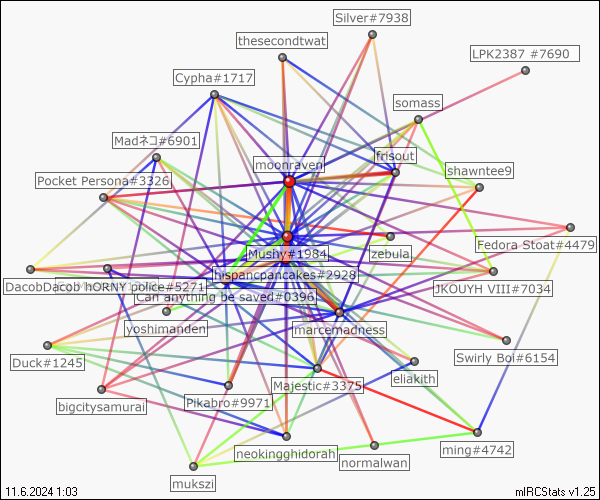 Silver#7938
thesecondtwat
LPK2387 #7690
Cypha#1717
somass
Madネコ#6901
moonraven
frisout
shawntee9
Pocket Persona#3326
Fedora Stoat#4479
Mushy#1984
zebula
hispancpancakes#2928
DacobDacob hORNY police#5271
JKOUYH VIII#7034
Can anything be saved#0396
yoshimanden
narcemadness
Duck#1245
Swirly Boi#6154
eliakith
Majestic#3375
Pikabro#9971
bigcitysamurai
neokingghidorah
normalwan
ming#4742
mukszi
11.6.2024 1:03
mIRCStats v1.25